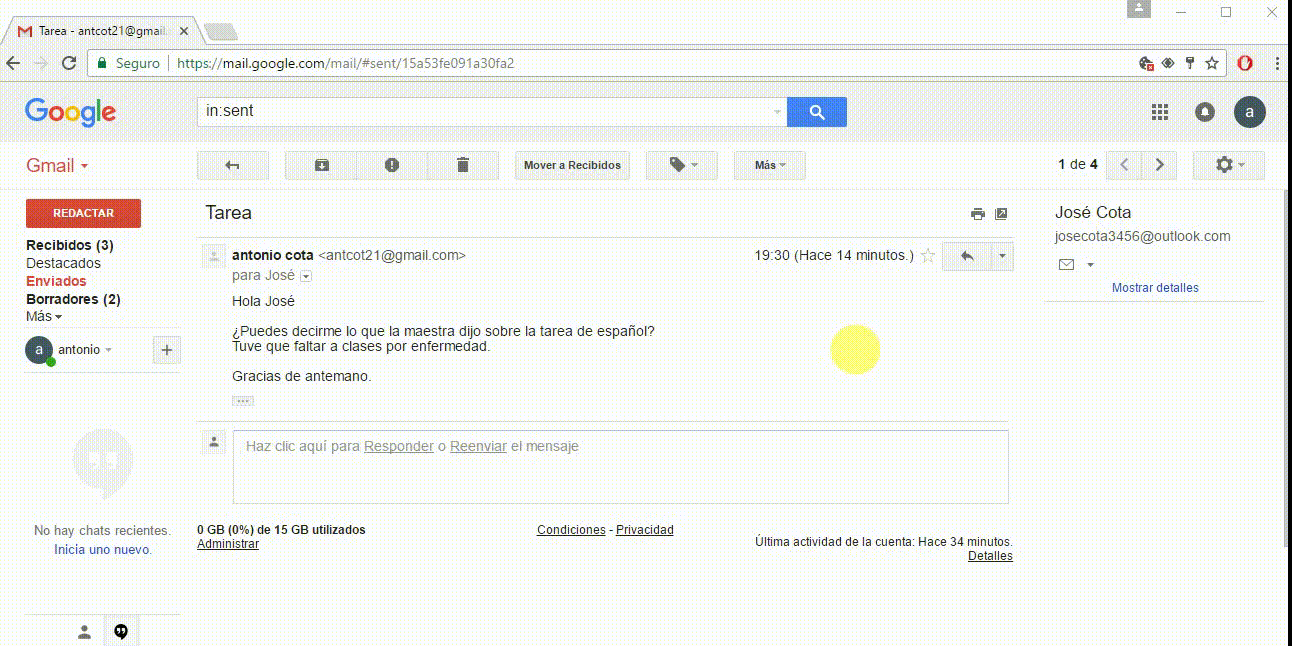 Tarea - antcot21@gmail.
Seguro https://mail.google.com/mail/#sent/15a53fe091a30fa2
Google
in:sent
a
Gmail
Mover a Recibidos
Más
1 de 4
REDACTAR
Recibidos (3)
Destacados
Enviados
Borradores (2)
Más
a antonio
No hay chats recientes.
Inicia uno nuevo.
Tarea
antonio cota <antcot21@gmail.com>
19:30 (Hace 14 minutos.)
para José
Hola José
¿Puedes decirme lo que la maestra dijo sobre la tarea de español?
Tuve que faltar a clases por enfermedad.
Gracias de antemano.
Haz clic aquí para Responder o Reenviar el mensaje
0 GB (0%) de 15 GB utilizados
Administrar
Condiciones - Privacidad
Última actividad de la cuenta: Hace 34 minutos.
Detalles
José Cota
josecota3456@outlook.com
Mostrar detalles